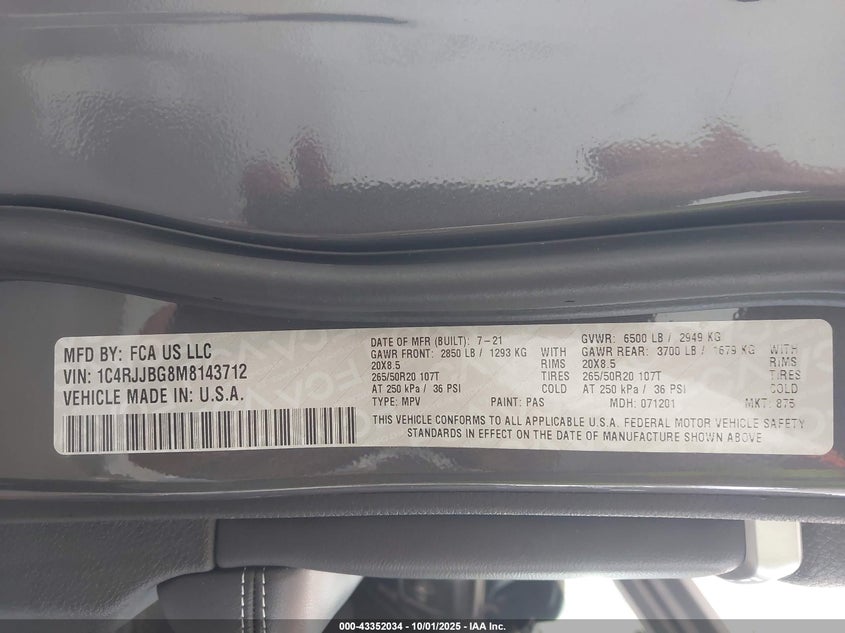 MFD BY: FCA US LLC
VIN: 1C4RJJBG8M8143712
VEHICLE MADE IN: U.S.A.
DATE OF MFR (BUILT): 7-21
GAWR FRONT: 2850 LB / 1293 KG WITH
20X8.5 RIMS
265/50R20 107T TIRES
AT 250 kPa / 36 PSI COLD
TYPE: MPV PAINT: PAS
GVWR: 6500 LB / 2949 KG
GAWR REAR: 3700 LB / 1679 KG WITH
20X8.5 RIMS
265/50R20 107T TIRES
AT 250 kPa / 36 PSI COLD
MDH: 071201 MKT: 875
THIS VEHICLE CONFORMS TO ALL APPLICABLE U.S.A. FEDERAL MOTOR VEHICLE SAFETY
STANDARDS IN EFFECT ON THE DATE OF MANUFACTURE SHOWN ABOVE
000-43352034 - 10/01/2025 - IAA Inc.